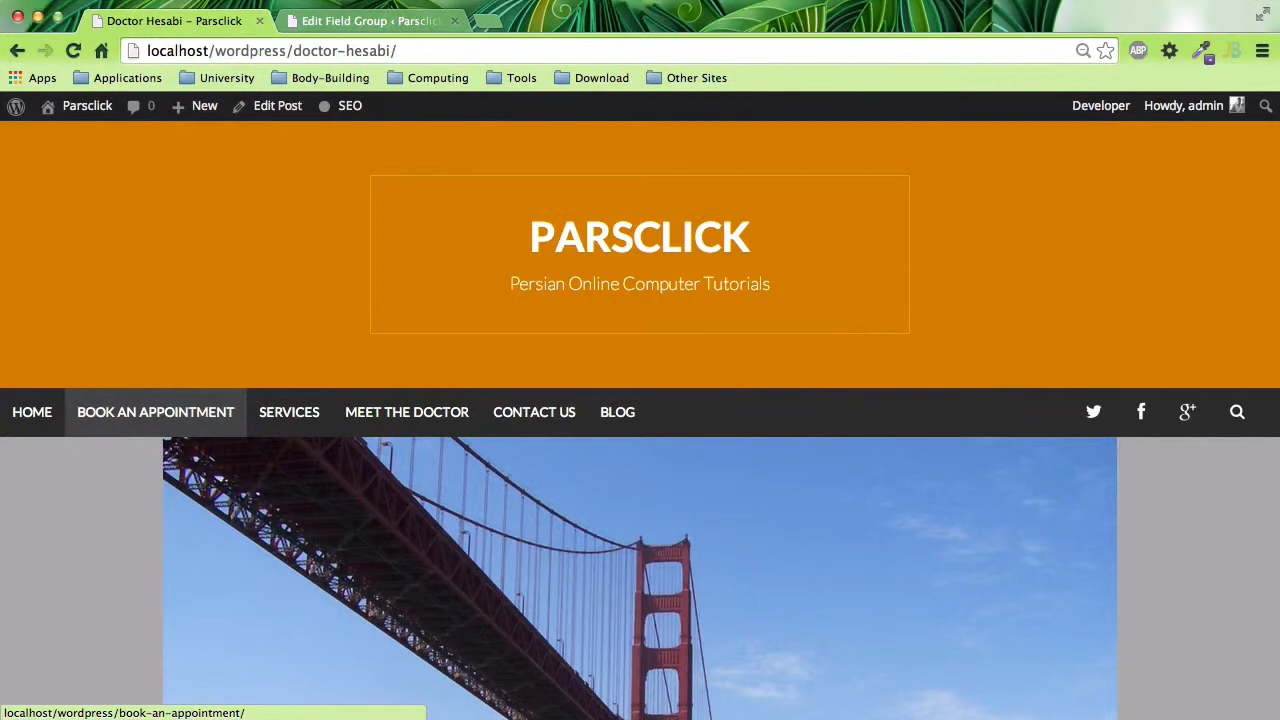 Doctor Hesabi – Parsclick
Edit Field Group ‹ Parsclick
localhost/wordpress/doctor-hesabi/
ABP
JB
Apps
Applications
University
Body-Building
Computing
Tools
Download
Other Sites
Parsclick
0
New
Edit Post
SEO
Developer
Howdy, admin
PARSCLICK
Persian Online Computer Tutorials
HOME
BOOK AN APPOINTMENT
SERVICES
MEET THE DOCTOR
CONTACT US
BLOG
localhost/wordpress/book-an-appointment/